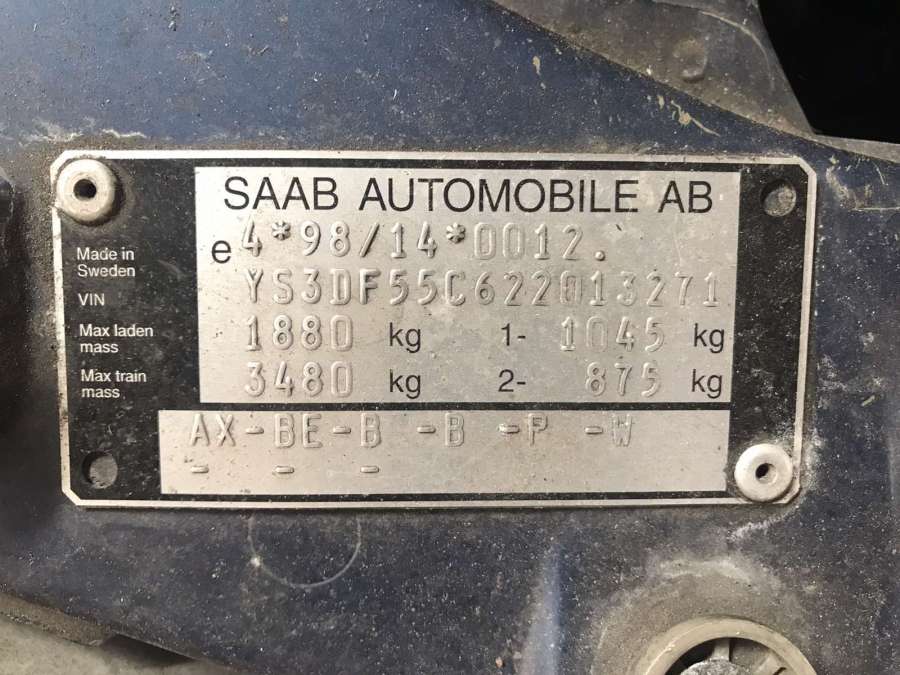 SAAB AUTOMOBILE AB
e 4*98/14*0012.
Made in
Sweden
VIN YS3DF55C622013271
Max laden
mass 1880 kg 1- 1045 kg
Max train
mass 3480 kg 2- 875 kg
AX-BE-B -B -P -W
- - -